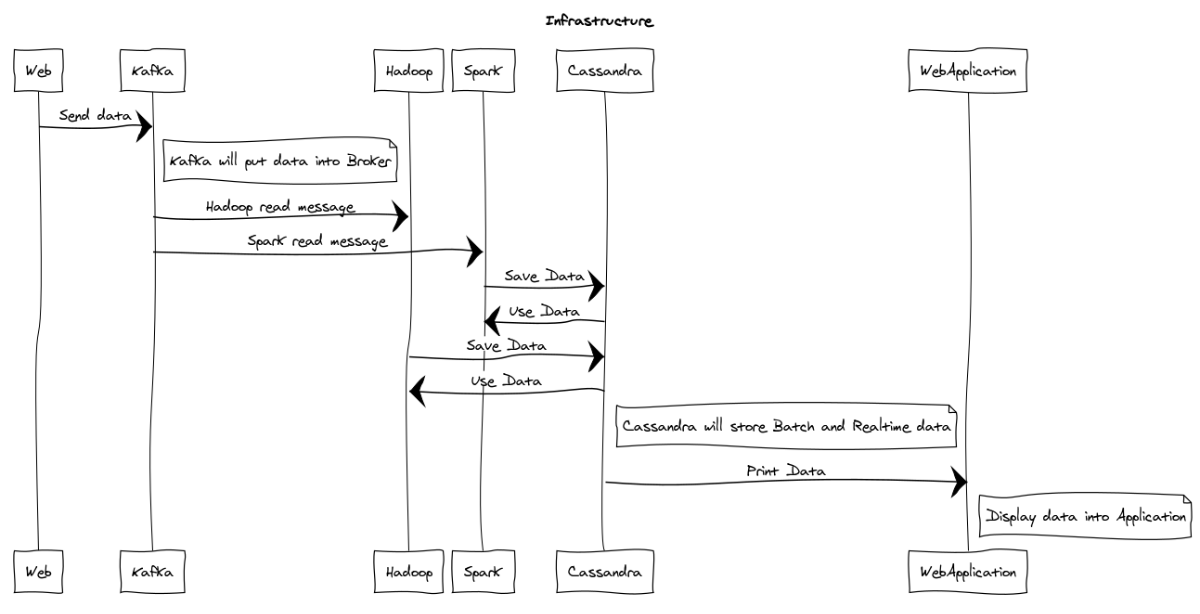 Infrastructure
Web
Kafka
Hadoop
Spark
Cassandra
WebApplication
Send data
Kafka will put data into Broker
Hadoop read message
Spark read message
Save Data
Use Data
Save Data
Use Data
Cassandra will store Batch and Realtime data
Print Data
Display data into Application
Web
Kafka
Hadoop
Spark
Cassandra
WebApplication